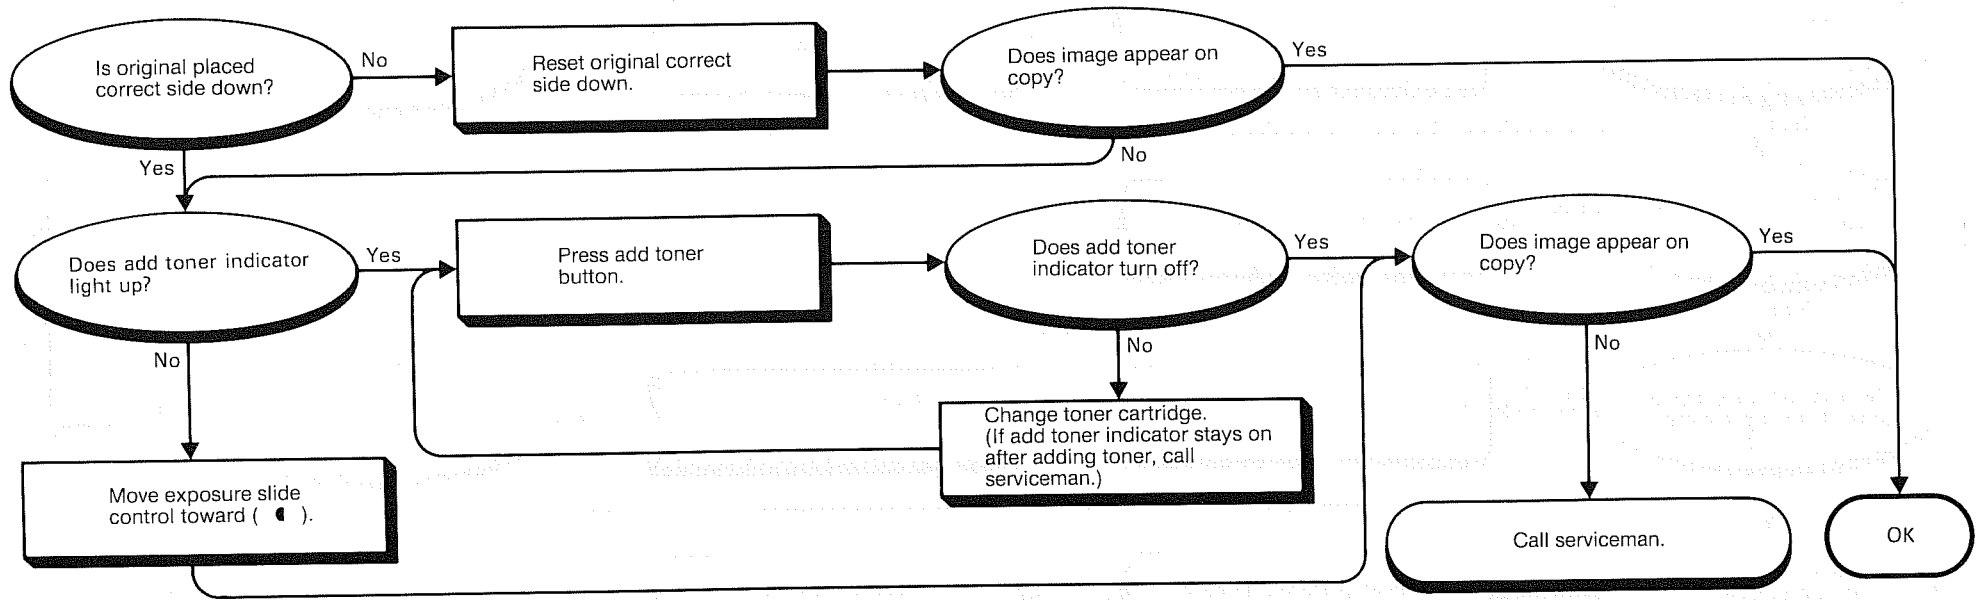 Is original placed
correct side down?
No
Reset original correct
side down.
Does image appear on
copy?
Yes
Yes
No
Does add toner indicator
light up?
Yes
Press add toner
button.
Does add toner
indicator turn off?
Yes
Does image appear on
copy?
Yes
No
No
No
Change toner cartridge.
(If add toner indicator stays on
after adding toner, call
serviceman.)
Move exposure slide
control toward ( ).
Call serviceman.
OK